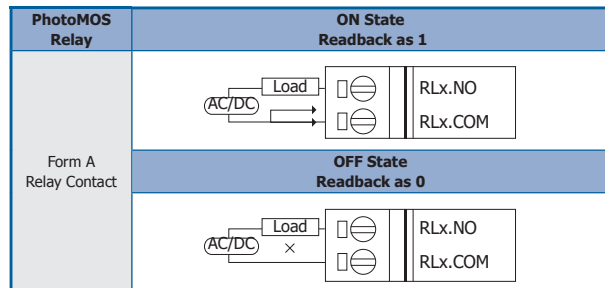 PhotoMOS
Relay
ON State
Readback as 1
Form A
Relay Contact
Load
AC/DC
RLx.NO
RLx.COM
OFF State
Readback as 0
Load
AC/DC
×
RLx.NO
RLx.COM